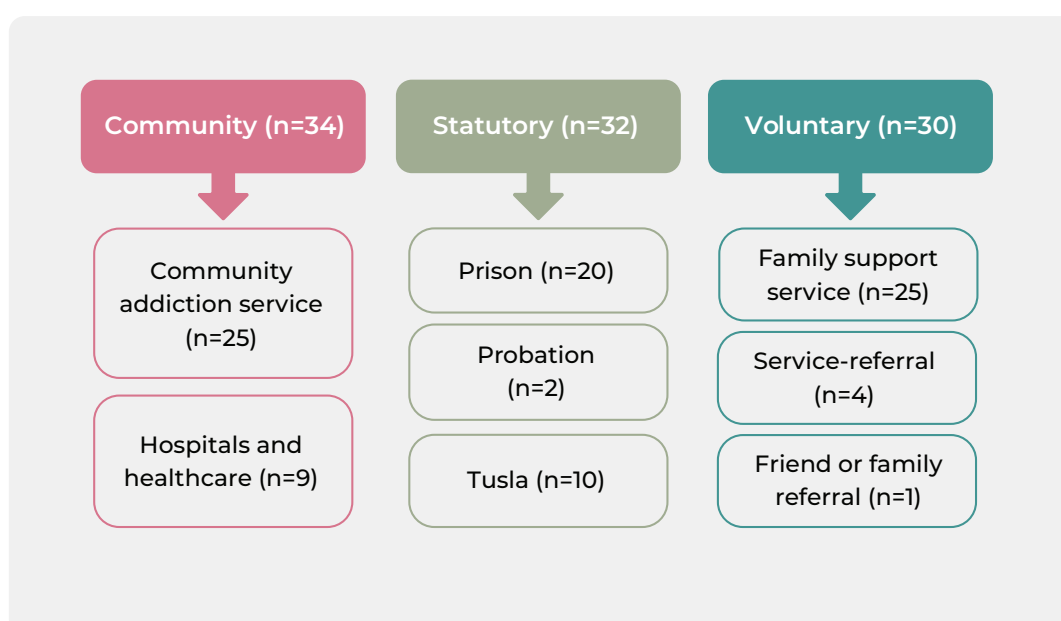 Community (n=34)
Community
addiction service
(n=25)
Hospitals and
healthcare (n=9)
Statutory (n=32)
Prison (n=20)
Probation
(n=2)
Tusla (n=10)
Voluntary (n=30)
Family support
service (n=25)
Service-referral
(n=4)
Friend or family
referral (n=1)